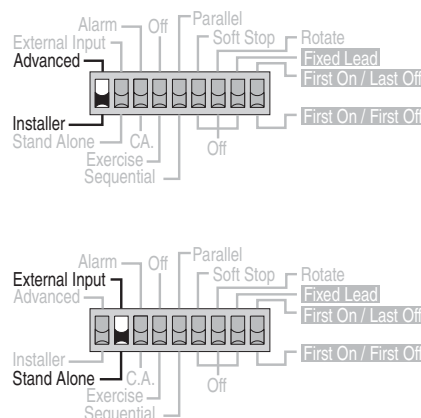 Alarm Off Parallel
External Input Soft Stop Rotate
Advanced Fixed Lead
First On / Last Off
Installer First On / First Off
Stand Alone CA. Off
Exercise
Sequential
Alarm Off Parallel
External Input Soft Stop Rotate
Advanced Fixed Lead
First On / Last Off
Installer First On / First Off
Stand Alone C.A. Off
Exercise
Sequential